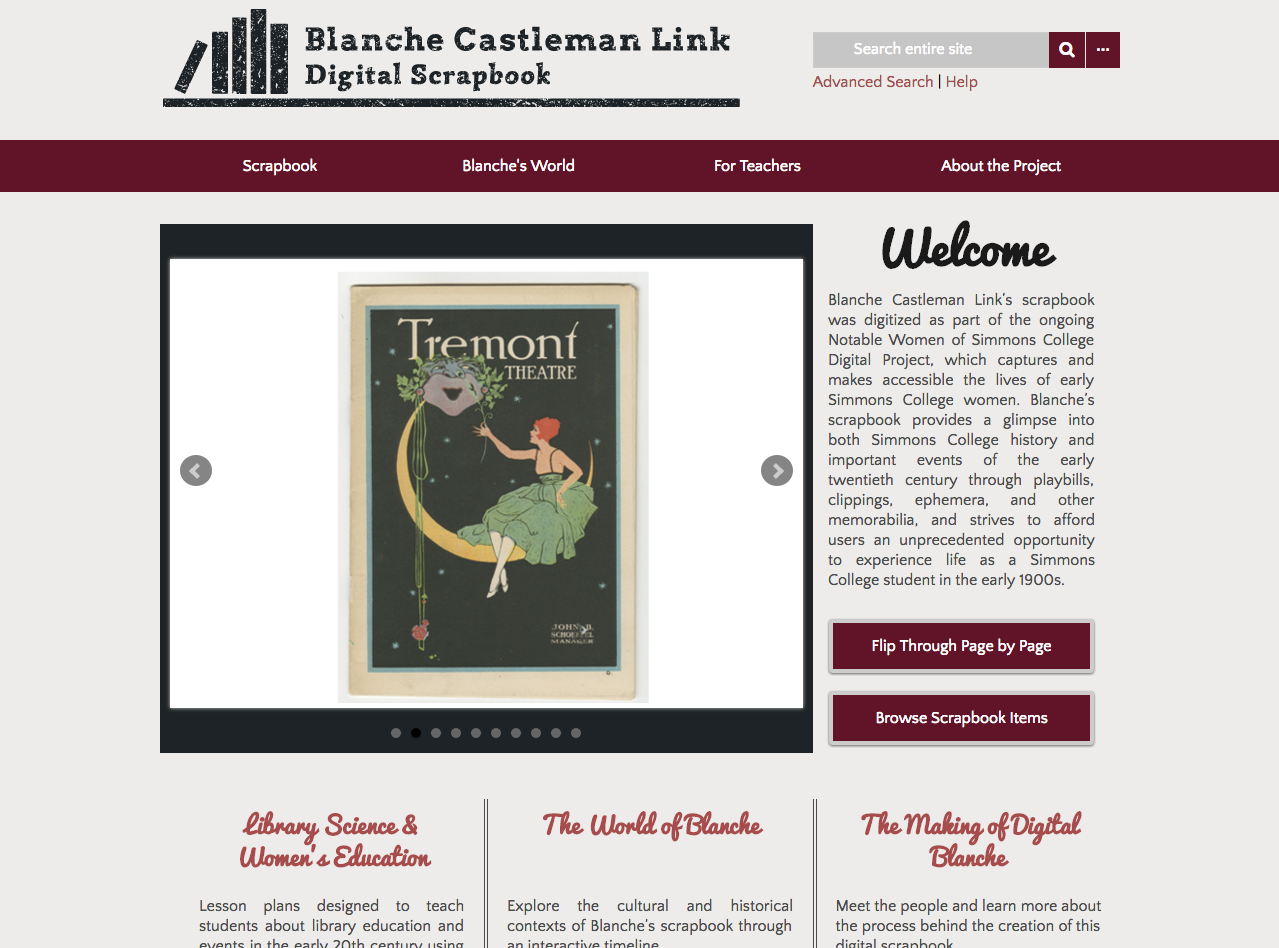 Blanche Castleman Link
Digital Scrapbook
Search entire site
Advanced Search | Help
Scrapbook
Blanche's World
For Teachers
About the Project
Tremont
THEATRE
JOHN B.
SCHOEFFEL
MANAGER
Welcome
Blanche Castleman Link's scrapbook
was digitized as part of the ongoing
Notable Women of Simmons College
Digital Project, which captures and
makes accessible the lives of early
Simmons College women. Blanche's
scrapbook provides a glimpse into
both Simmons College history and
important events of the early
twentieth century through playbills,
clippings, ephemera, and other
memorabilia, and strives to afford
users an unprecedented opportunity
to experience life as a Simmons
College student in the early 1900s.
Flip Through Page by Page
Browse Scrapbook Items
Library Science &
Women's Education
Lesson plans designed to teach
students about library education and
events in the early 20th century using
The World of Blanche
Explore the cultural and historical
contexts of Blanche's scrapbook through
an interactive timeline.
The Making of Digital
Blanche
Meet the people and learn more about
the process behind the creation of this
digital scrapbook.